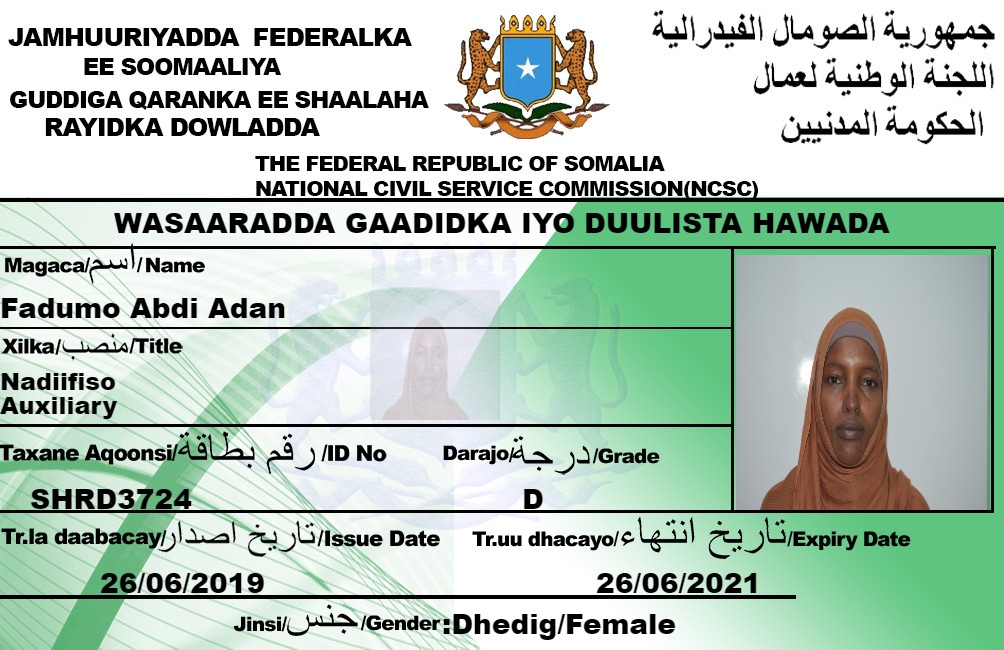 JAMHUURIYADDA FEDERALKA
EE SOOMAALIYA
GUDDIGA QARANKA EE SHAALAHA
RAYIDKA DOWLADDA
جمهورية الصومال الفيدرالية
اللجنة الوطنية لعمال
الحكومة المدنيين
THE FEDERAL REPUBLIC OF SOMALIA
NATIONAL CIVIL SERVICE COMMISSION(NCSC)
WASAARADDA GAADIDKA IYO DUULISTA HAWADA
Magaca/اسم/Name
Fadumo Abdi Adan
Xilka/منصب/Title
Nadiifiso
Auxiliary
Taxane Aqoonsi/رقم بطاقة/ID No
Darajo/درجة/Grade
SHRD3724
D
Tr.la daabacay/تاريخ اصدار/Issue Date
Tr.uu dhacayo/تاريخ انتهاء/Expiry Date
26/06/2019
26/06/2021
Jinsi/جنس/Gender:Dhedig/Female